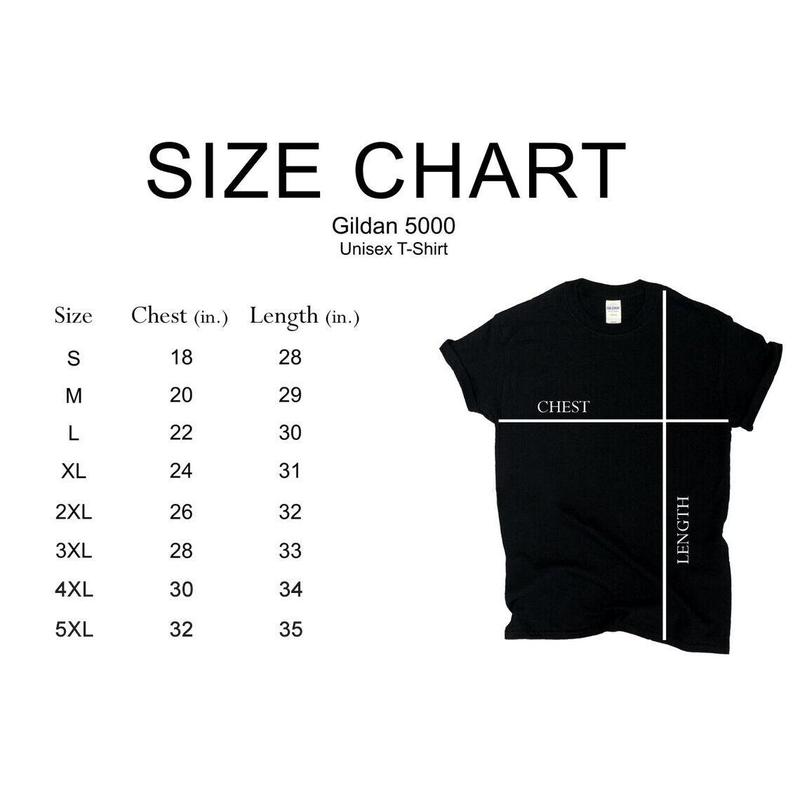 SIZE CHART
Gildan 5000
Unisex T-Shirt
Size Chest (in.) Length (in.)
S 18 28
M 20 29
L 22 30
XL 24 31
2XL 26 32
3XL 28 33
4XL 30 34
5XL 32 35
CHEST
LENGTH